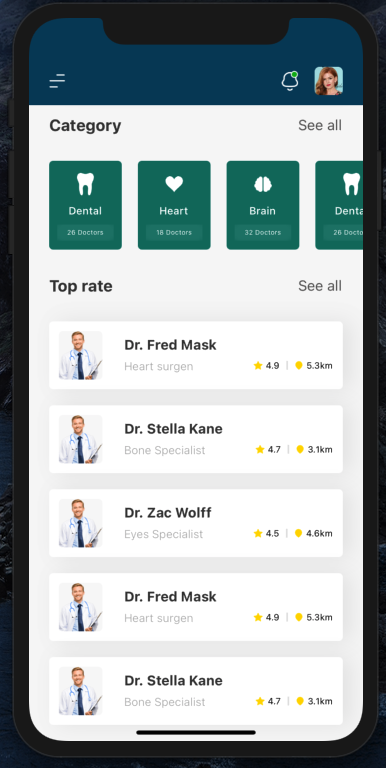 Category See all
Dental Heart Brain Denta
26 Doctors 18 Doctors 32 Doctors 26 Docto
Top rate See all
Dr. Fred Mask
Heart surgen 4.9 | 5.3km
Dr. Stella Kane
Bone Specialist 4.7 | 3.1km
Dr. Zac Wolff
Eyes Specialist 4.5 | 4.6km
Dr. Fred Mask
Heart surgen 4.9 | 5.3km
Dr. Stella Kane
Bone Specialist 4.7 | 3.1km